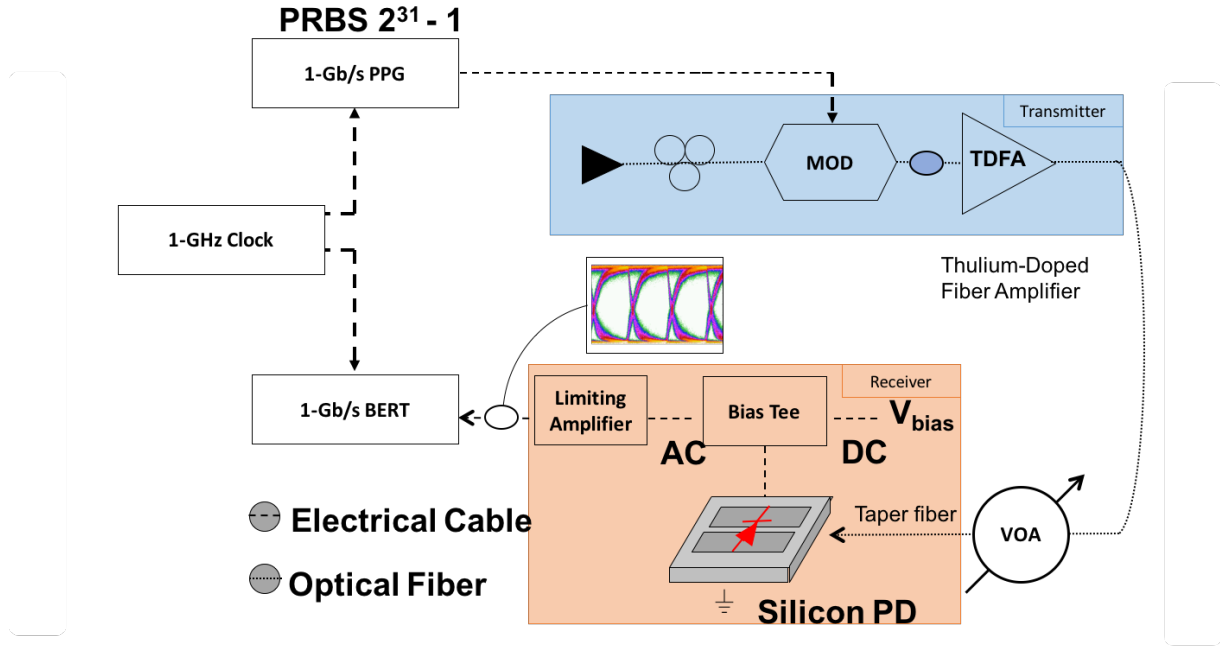 PRBS 2³¹ - 1
1-Gb/s PPG
Transmitter
MOD
TDFA
1-GHz Clock
Thulium-Doped
Fiber Amplifier
Receiver
1-Gb/s BERT
Limiting
Amplifier
Bias Tee
V_bias
AC
DC
Electrical Cable
Taper fiber
VOA
Optical Fiber
Silicon PD